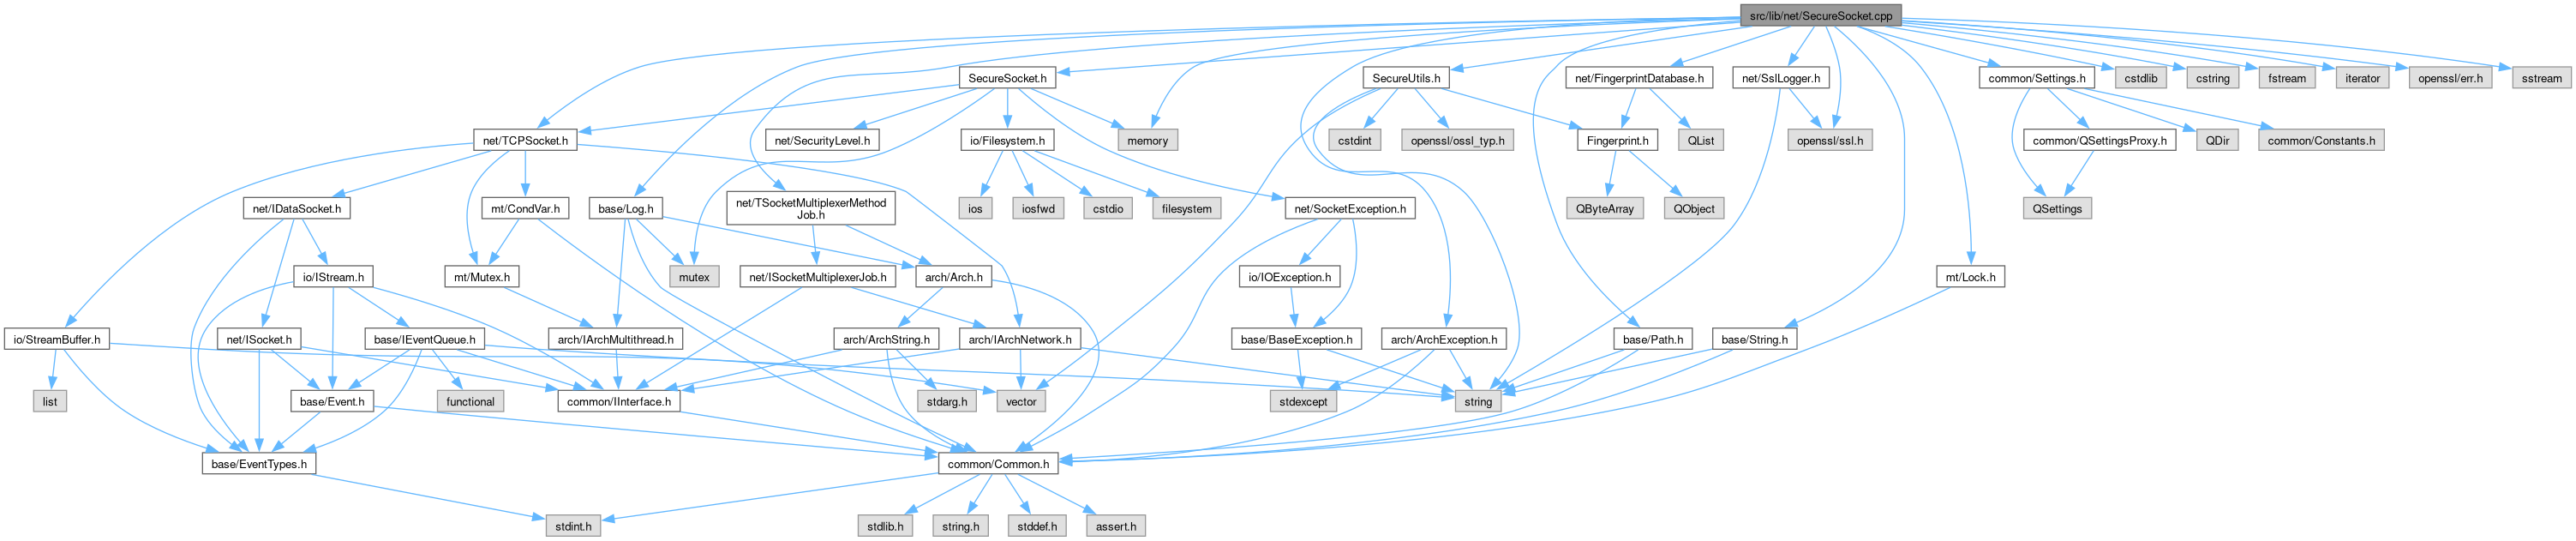 src/lib/net/SecureSocket.cpp
SecureSocket.h
SecureUtils.h
net/FingerprintDatabase.h
net/SslLogger.h
common/Settings.h
cstdlib
cstring
fstream
iterator
openssl/err.h
sstream
net/TCPSocket.h
net/SecurityLevel.h
io/Filesystem.h
memory
cstdint
openssl/ossl_typ.h
Fingerprint.h
QList
openssl/ssl.h
common/QSettingsProxy.h
QDir
common/Constants.h
net/IDataSocket.h
mt/CondVar.h
base/Log.h
net/TSocketMultiplexerMethod
Job.h
ios
iosfwd
cstdio
filesystem
net/SocketException.h
QByteArray
QObject
QSettings
io/IStream.h
mt/Mutex.h
mutex
net/ISocketMultiplexerJob.h
arch/Arch.h
io/IOException.h
mt/Lock.h
io/StreamBuffer.h
net/ISocket.h
base/IEventQueue.h
arch/IArchMultithread.h
arch/ArchString.h
arch/IArchNetwork.h
base/BaseException.h
arch/ArchException.h
base/Path.h
base/String.h
list
base/Event.h
functional
common/IInterface.h
stdarg.h
vector
stdexcept
string
base/EventTypes.h
common/Common.h
stdint.h
stdlib.h
string.h
stddef.h
assert.h